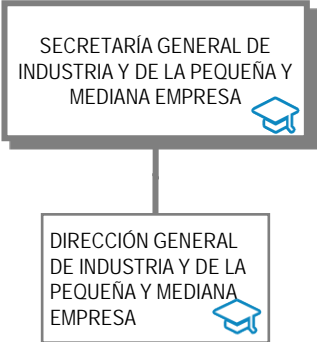 SECRETARÍA GENERAL DE
INDUSTRIA Y DE LA PEQUEÑA Y
MEDIANA EMPRESA
DIRECCIÓN GENERAL
DE INDUSTRIA Y DE LA
PEQUEÑA Y MEDIANA
EMPRESA